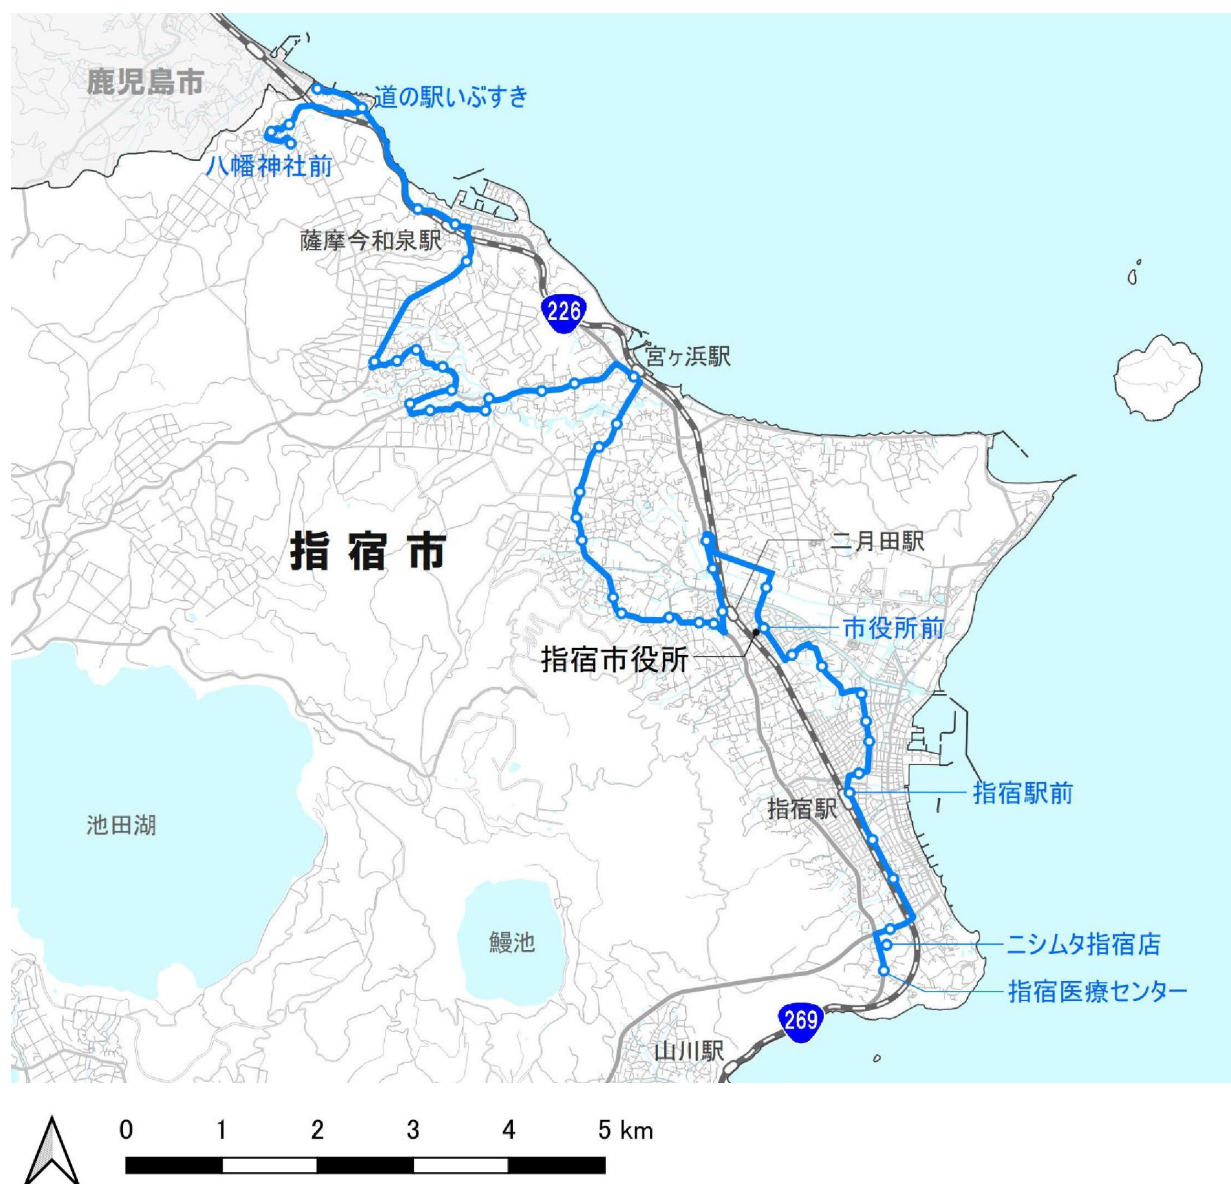 鹿児島市
道の駅いぶすき
八幡神社前
薩摩今和泉駅
226
宮ヶ浜駅
指宿市
二月田駅
市役所前
指宿市役所
指宿駅前
指宿駅
池田湖
鰻池
ニシムタ指宿店
指宿医療センター
269
山川駅
0 1 2 3 4 5 km